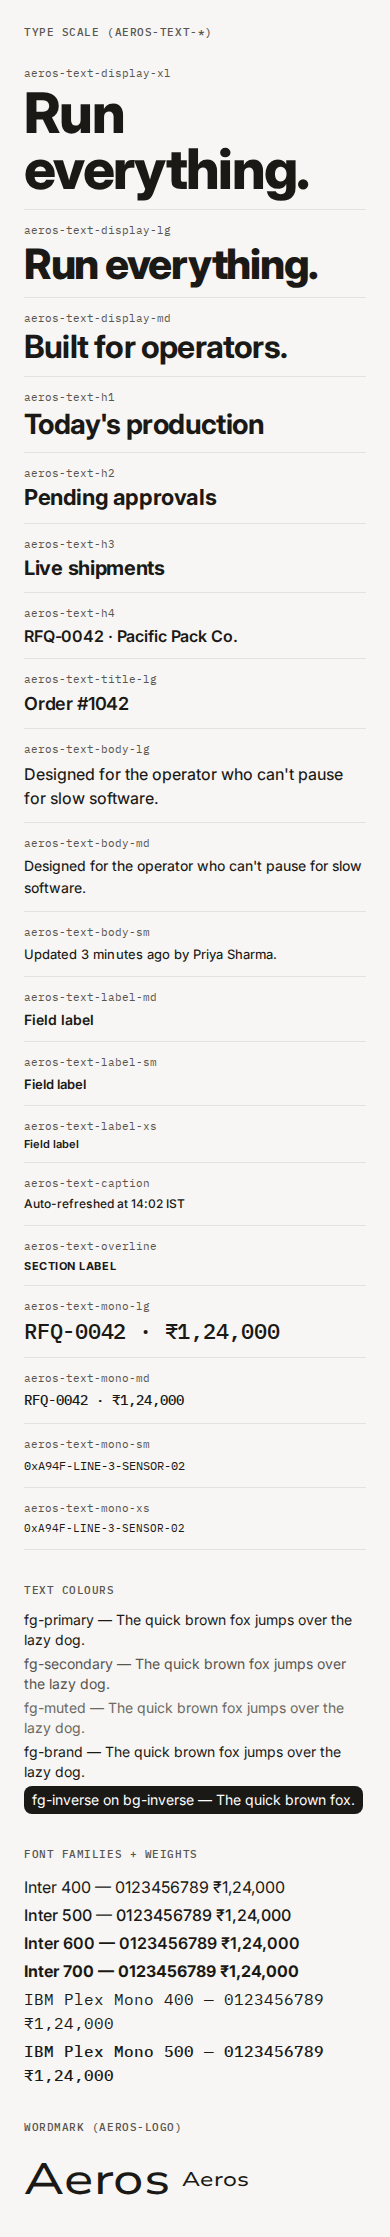 TYPE SCALE (AEROS-TEXT-*)
aeros-text-display-xl
Run
everything.
aeros-text-display-lg
Run everything.
aeros-text-display-md
Built for operators.
aeros-text-h1
Today's production
aeros-text-h2
Pending approvals
aeros-text-h3
Live shipments
aeros-text-h4
RFQ-0042 · Pacific Pack Co.
aeros-text-title-lg
Order #1042
aeros-text-body-lg
Designed for the operator who can't pause
for slow software.
aeros-text-body-md
Designed for the operator who can't pause for slow
software.
aeros-text-body-sm
Updated 3 minutes ago by Priya Sharma.
aeros-text-label-md
Field label
aeros-text-label-sm
Field label
aeros-text-label-xs
Field label
aeros-text-caption
Auto-refreshed at 14:02 IST
aeros-text-overline
SECTION LABEL
aeros-text-mono-lg
RFQ-0042 · ₹1,24,000
aeros-text-mono-md
RFQ-0042 · ₹1,24,000
aeros-text-mono-sm
0xA94F-LINE-3-SENSOR-02
aeros-text-mono-xs
0xA94F-LINE-3-SENSOR-02
TEXT COLOURS
fg-primary — The quick brown fox jumps over the
lazy dog.
fg-secondary — The quick brown fox jumps over
the lazy dog.
fg-muted — The quick brown fox jumps over the
lazy dog.
fg-brand — The quick brown fox jumps over the
lazy dog.
fg-inverse on bg-inverse — The quick brown fox.
FONT FAMILIES + WEIGHTS
Inter 400 — 0123456789 ₹1,24,000
Inter 500 — 0123456789 ₹1,24,000
Inter 600 — 0123456789 ₹1,24,000
Inter 700 — 0123456789 ₹1,24,000
IBM Plex Mono 400 — 0123456789
₹1,24,000
IBM Plex Mono 500 — 0123456789
₹1,24,000
WORDMARK (AEROS-LOGO)
Aeros Aeros